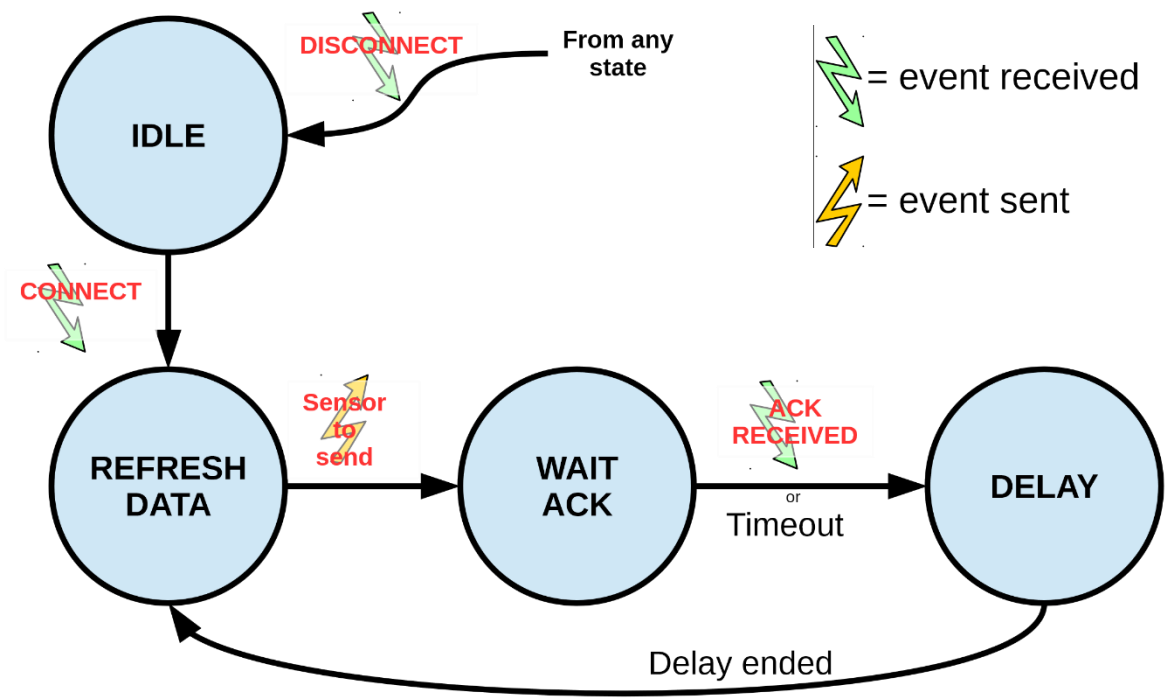 DISCONNECT
From any
state
= event received
IDLE
= event sent
CONNECT
Sensor
to
send
ACK
RECEIVED
REFRESH
DATA
WAIT
ACK
DELAY
or
Timeout
Delay ended